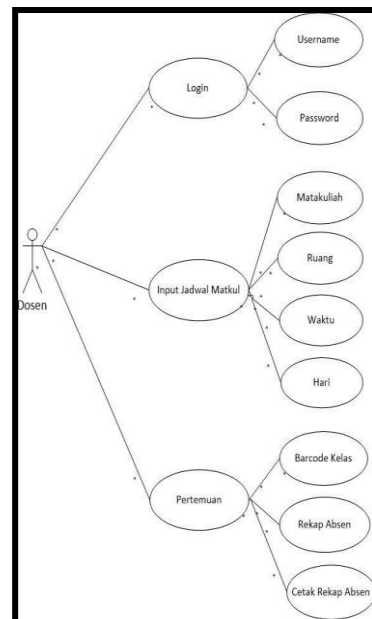 Username
Login
Password
Matakuliah
Ruang
Dosen
Input Jadwal Matkul
Waktu
Hari
Barcode Kelas
Pertemuan
Rekap Absen
Cetak Rekap Absen